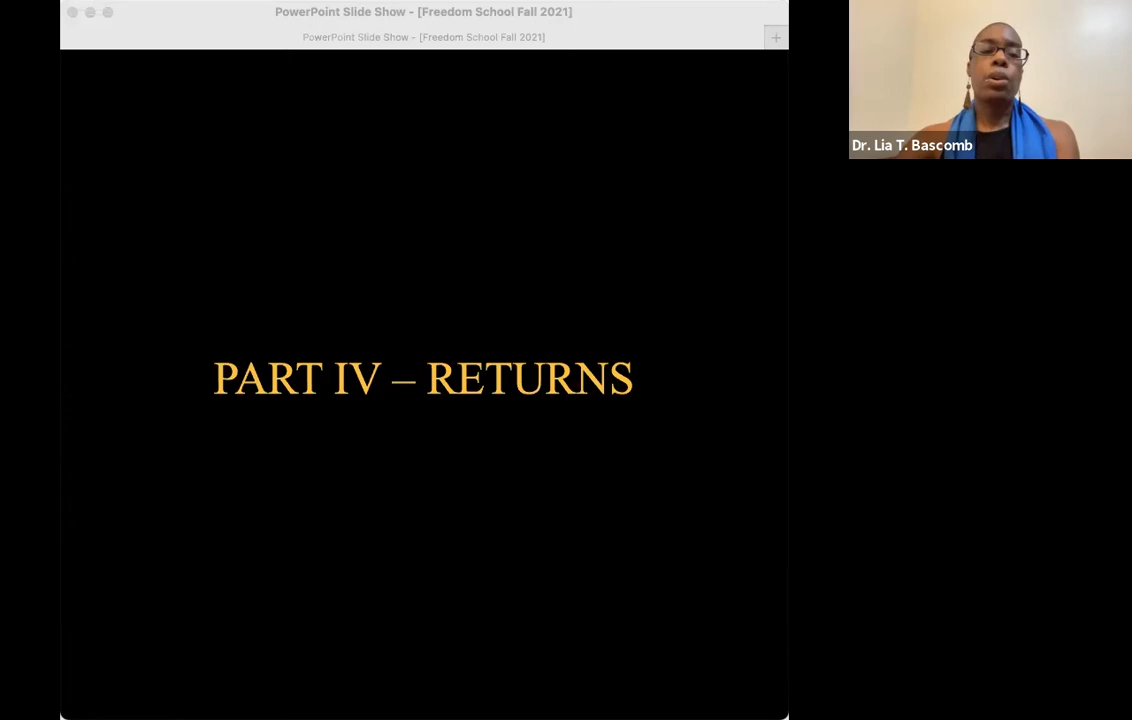 PowerPoint Slide Show - [Freedom School Fall 2021]
PowerPoint Slide Show - [Freedom School Fall 2021]
+
PART IV – RETURNS
Dr. Lia T. Bascomb